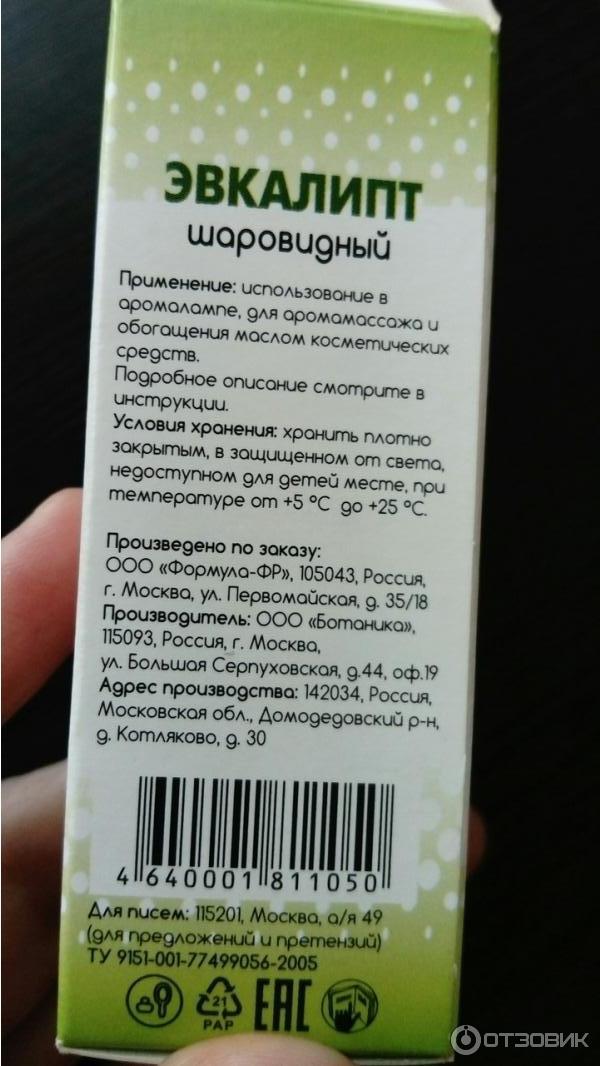 ЭВКАЛИПТ
шаровидный
Применение: использование в
аромалампе, для аромамассажа и
обогащения маслом косметических
средств.
Подробное описание смотрите в
инструкции.
Условия хранения: хранить плотно
закрытым, в защищенном от света,
недоступном для детей месте, при
температуре от +5 °С до +25 °С.
Произведено по заказу:
ООО «Формула-ФР», 105043, Россия,
г. Москва, ул. Первомайская, д. 35/18
Производитель: ООО «Ботаника»,
115093, Россия, г. Москва,
ул. Большая Серпуховская, д.44, оф.19
Адрес производства: 142034, Россия,
Московская обл., Домодедовский р-н,
д. Котляково, д. 30
4 640001 811050
Для писем: 115201, Москва, а/я 49
(для предложений и претензий)
ТУ 9151-001-77499056-2005
21
PAP
EAC
ОТЗОВИК